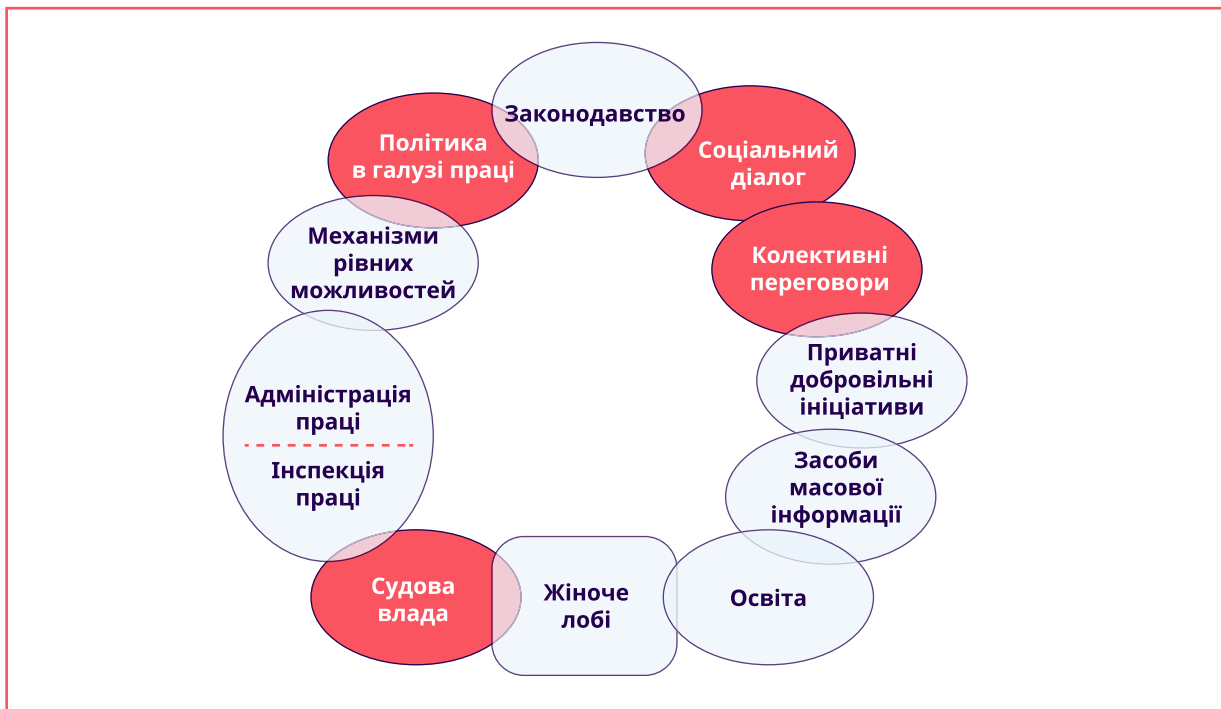 Законодавство
Політика
в галузі праці
Соціальний
діалог
Механізми
рівних
можливостей
Колективні
переговори
Приватні
добровільні
ініціативи
Адміністрація
праці
Інспекція
праці
Засоби
масової
інформації
Судова
влада
Жіноче
лобі
Освіта